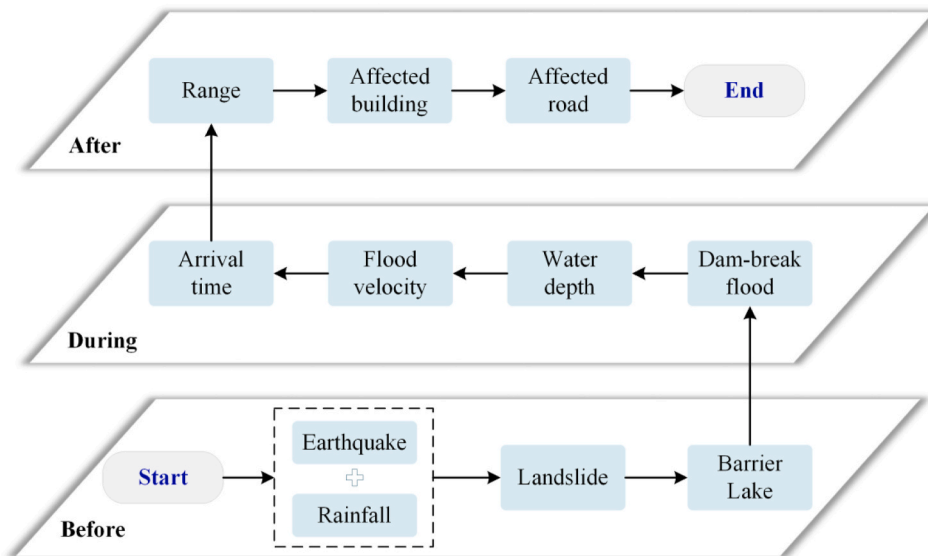 Range
Affected
building
Affected
road
End
After
Arrival
time
Flood
velocity
Water
depth
Dam-break
flood
During
Start
Earthquake
Rainfall
Landslide
Barrier
Lake
Before